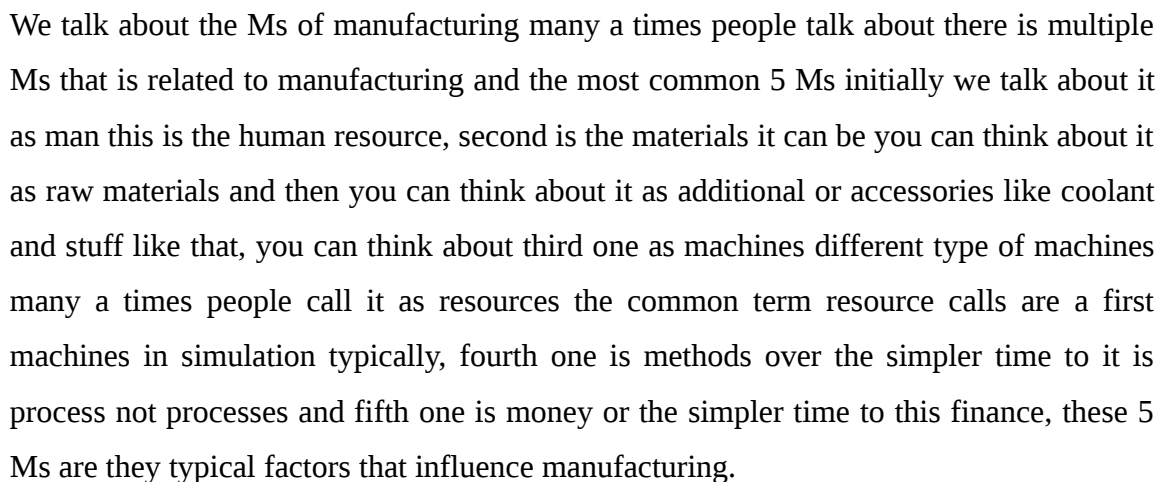 We talk about the Ms of manufacturing many a times people talk about there is multiple
Ms that is related to manufacturing and the most common 5 Ms initially we talk about it
as man this is the human resource, second is the materials it can be you can think about it
as raw materials and then you can think about it as additional or accessories like coolant
and stuff like that, you can think about third one as machines different type of machines
many a times people call it as resources the common term resource calls are a first
machines in simulation typically, fourth one is methods over the simpler time to it is
process not processes and fifth one is money or the simpler time to this finance, these 5
Ms are they typical factors that influence manufacturing.